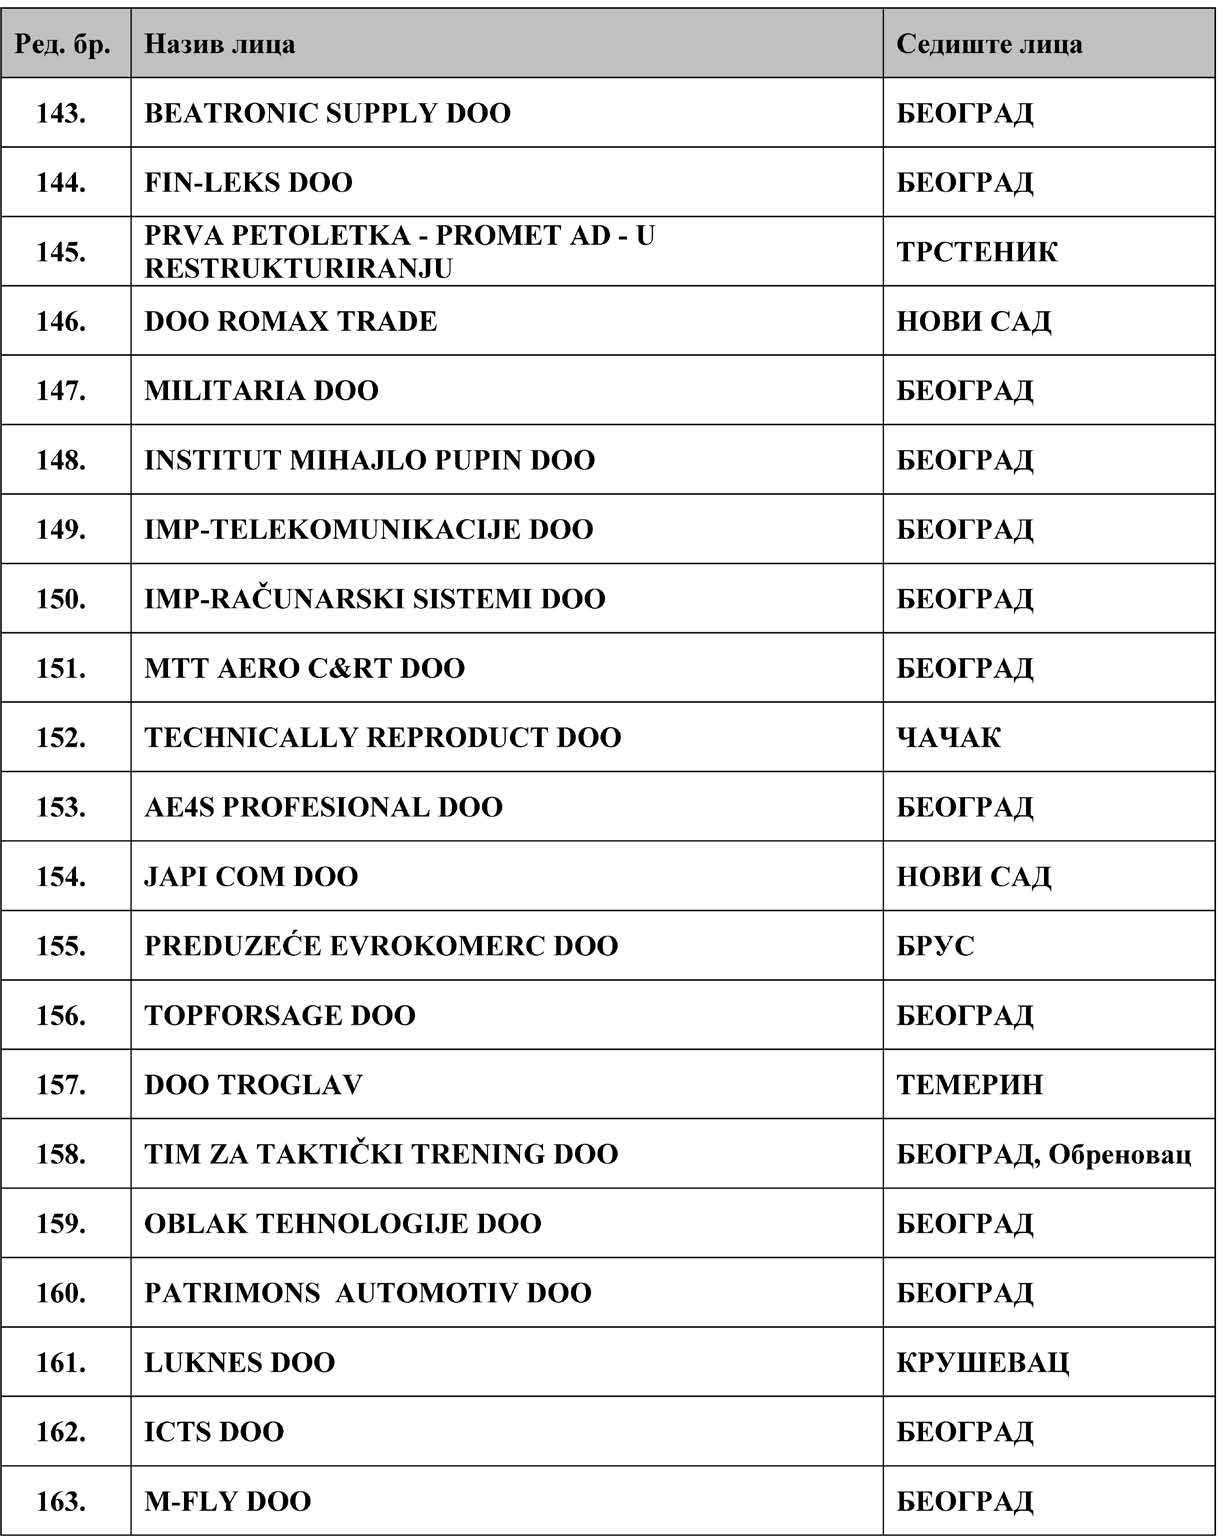 Ред. бр. Назив лица Седиште лица
143. BEATRONIC SUPPLY DOO БЕОГРАД
144. FIN-LEKS DOO БЕОГРАД
145. PRVA PETOLETKA - PROMET AD - U
RESTRUKTURIRANJU ТРСТЕНИК
146. DOO ROMAX TRADE НОВИ САД
147. MILITARIA DOO БЕОГРАД
148. INSTITUT MIHAJLO PUPIN DOO БЕОГРАД
149. IMP-TELEKOMUNIKACIJE DOO БЕОГРАД
150. IMP-RAČUNARSKI SISTEMI DOO БЕОГРАД
151. MTT AERO C&RT DOO БЕОГРАД
152. TECHNICALLY REPRODUCT DOO ЧАЧАК
153. AE4S PROFESIONAL DOO БЕОГРАД
154. JAPI COM DOO НОВИ САД
155. PREDUZEĆE EVROKOMERC DOO БРУС
156. TOPFORSAGE DOO БЕОГРАД
157. DOO TROGLAV ТЕМЕРИН
158. TIM ZA TAKTIČKI TRENING DOO БЕОГРАД, Обреновац
159. OBLAK TEHNOLOGIJE DOO БЕОГРАД
160. PATRIMONS  AUTOMOTIV DOO БЕОГРАД
161. LUKNES DOO КРУШЕВАЦ
162. ICTS DOO БЕОГРАД
163. M-FLY DOO БЕОГРАД